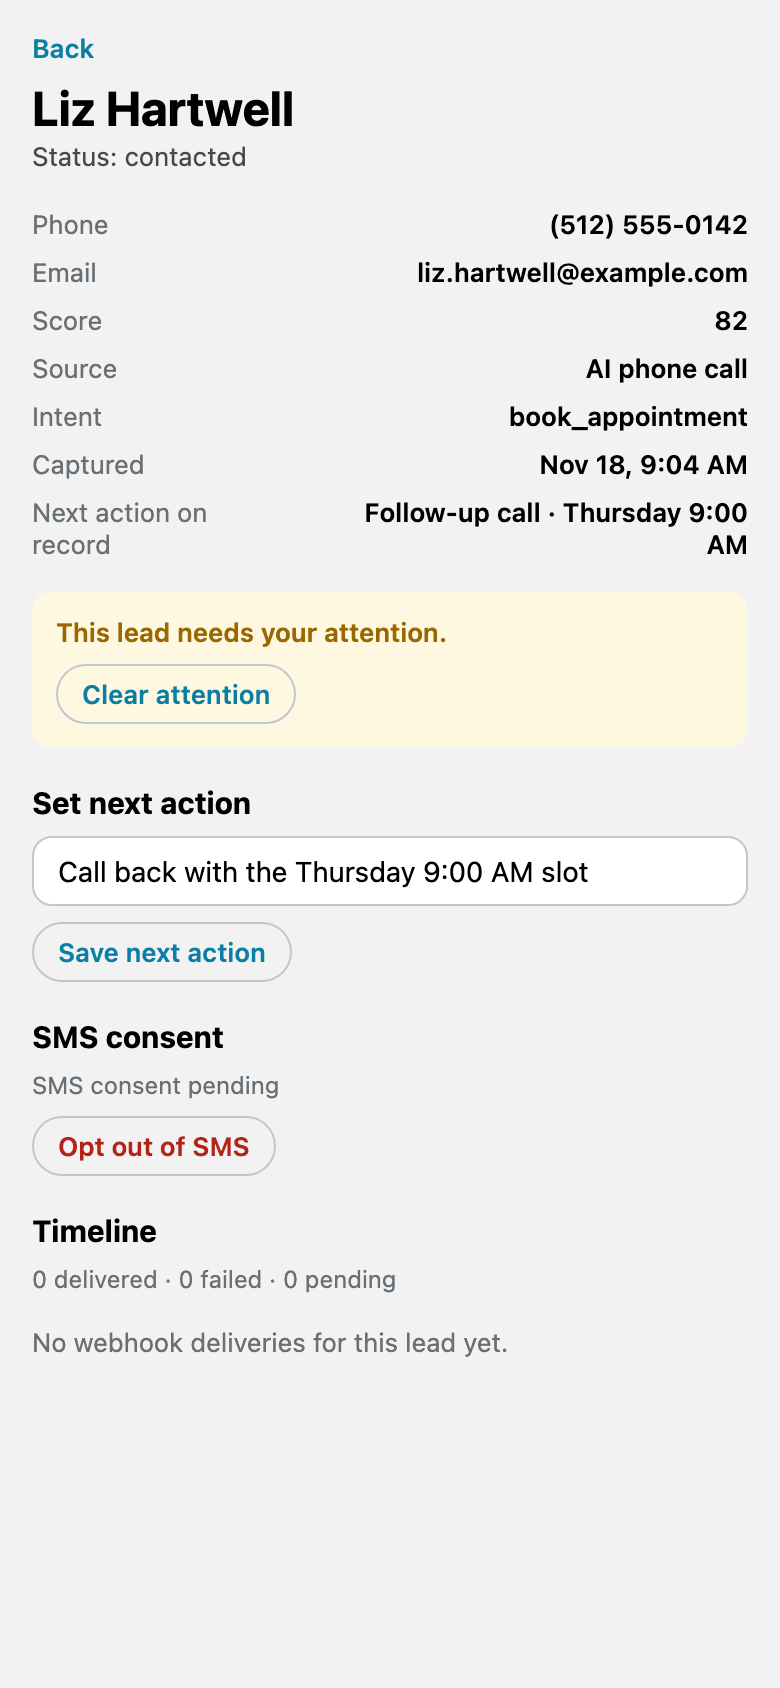 Back
Liz Hartwell
Status: contacted
Phone (512) 555-0142
Email liz.hartwell@example.com
Score 82
Source AI phone call
Intent book_appointment
Captured Nov 18, 9:04 AM
Next action on record Follow-up call · Thursday 9:00 AM
This lead needs your attention.
Clear attention
Set next action
Call back with the Thursday 9:00 AM slot
Save next action
SMS consent
SMS consent pending
Opt out of SMS
Timeline
0 delivered · 0 failed · 0 pending
No webhook deliveries for this lead yet.